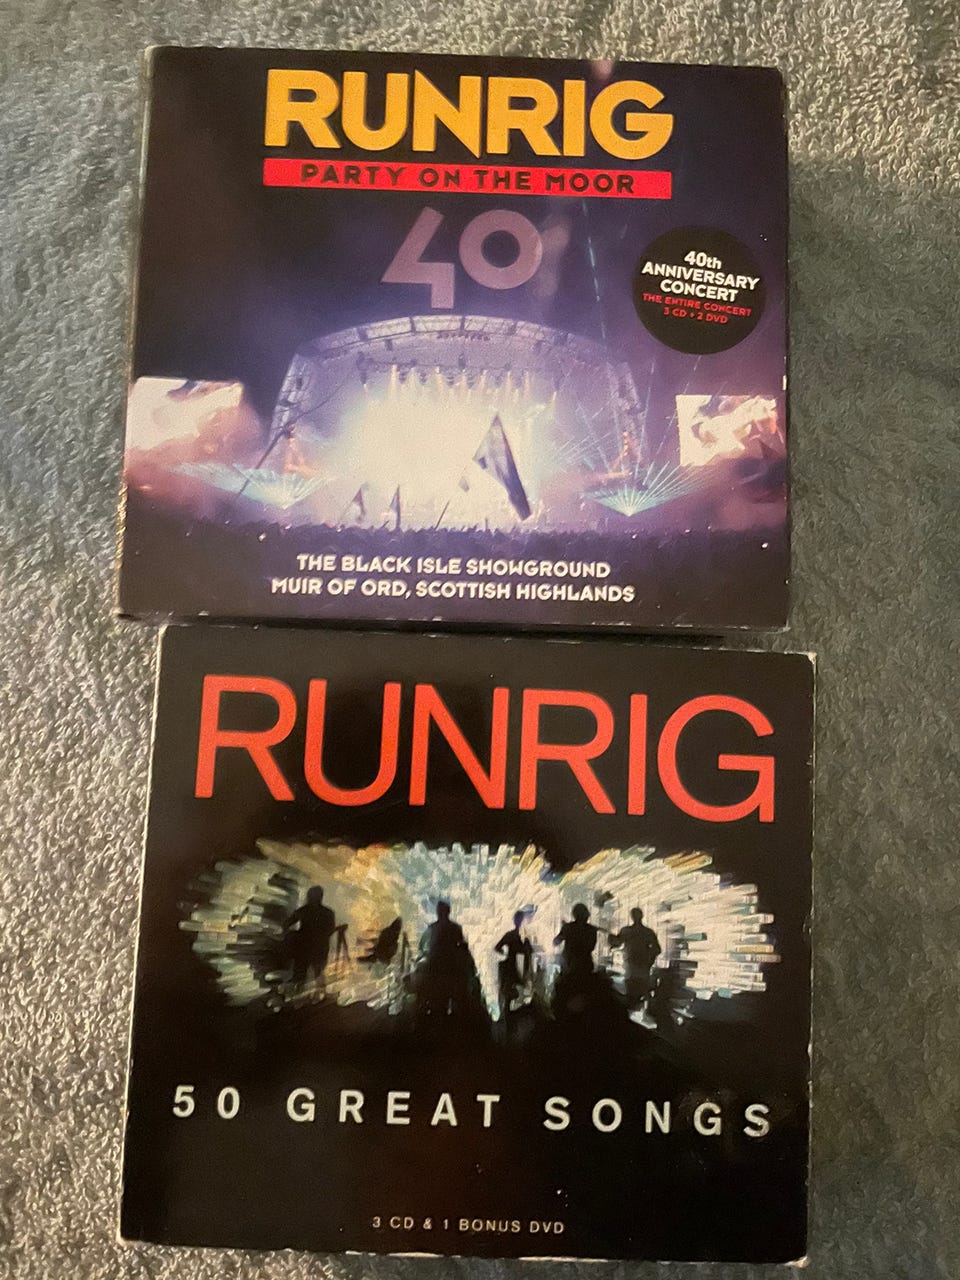 RUNRIG
PARTY ON THE MOOR
40
40th
ANNIVERSARY
CONCERT
THE ENTIRE CONCERT
3 CD + 2 DVD
THE BLACK ISLE SHOWGROUND
MUIR OF ORD, SCOTTISH HIGHLANDS
RUNRIG
50 GREAT SONGS
3 CD & 1 BONUS DVD